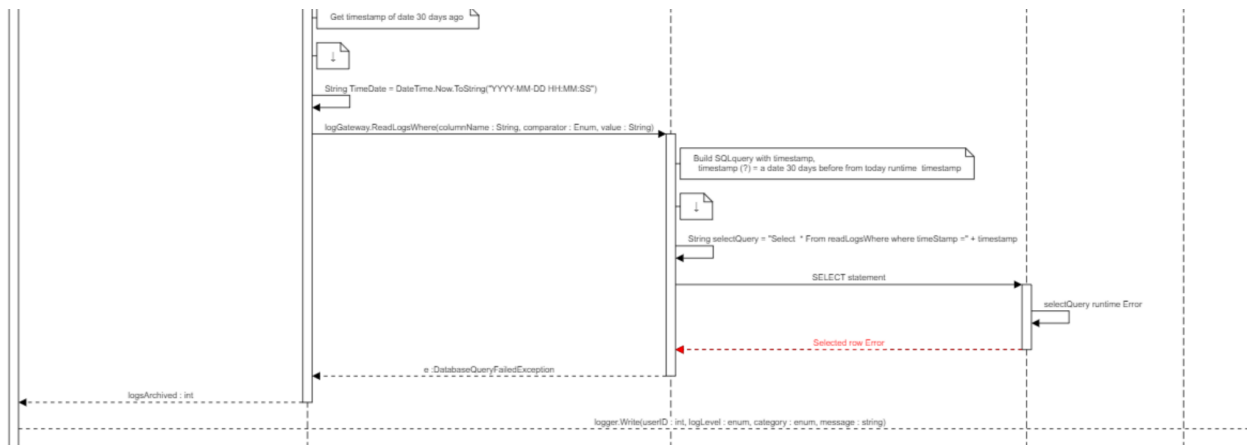 Get timestamp of date 30 days ago
↓
String TimeDate = DateTime.Now.ToString("YYYY-MM-DD HH:MM:SS")
logGateway.ReadLogsWhere(columnName : String, comparator : Enum, value : String)
Build SQLquery with timestamp,
timestamp (?) = a date 30 days before from today runtime timestamp
↓
String selectQuery = "Select * From readLogsWhere where timeStamp =" + timestamp
SELECT statement
selectQuery runtime Error
Selected row Error
e :DatabaseQueryFailedException
logsArchived : int
logger.Write(userID : int, logLevel : enum, category : enum, message : string)